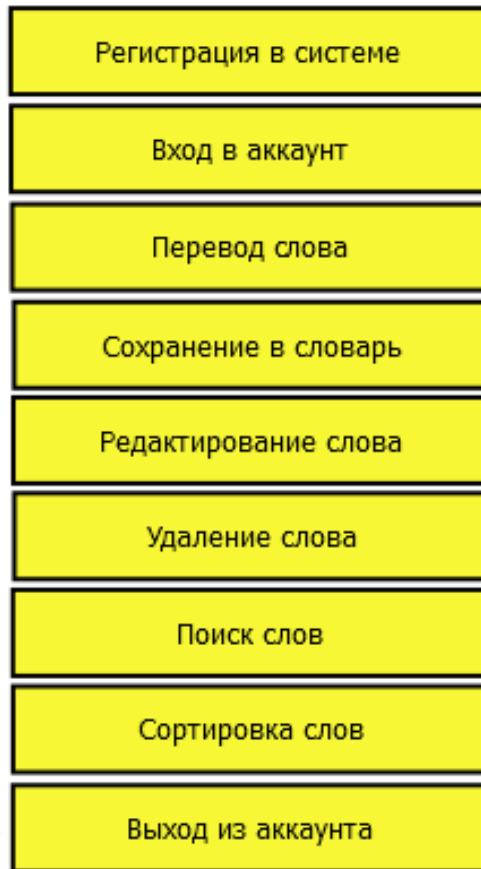 Регистрация в системе
Вход в аккаунт
Перевод слова
Сохранение в словарь
Редактирование слова
Удаление слова
Поиск слов
Сортировка слов
Выход из аккаунта